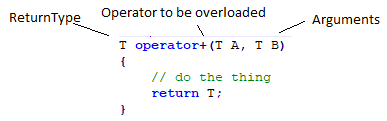 ReturnType
Operator to be overloaded
Arguments
T operator+(T A, T B)
{
// do the thing
return T;
}